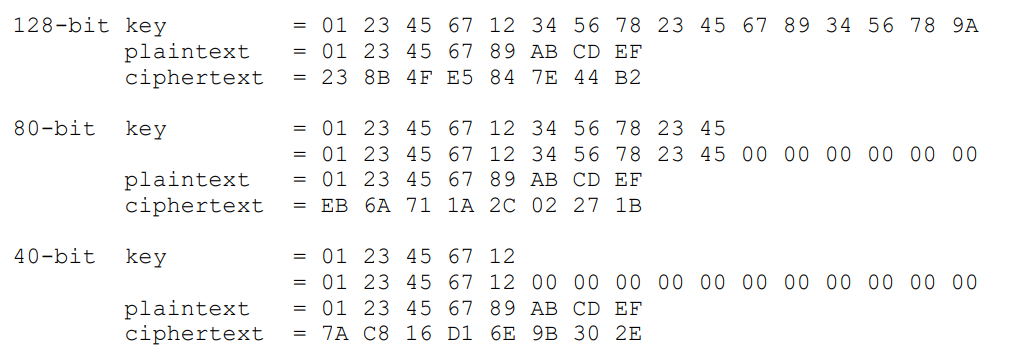 128-bit key = 01 23 45 67 12 34 56 78 23 45 67 89 34 56 78 9A
plaintext = 01 23 45 67 89 AB CD EF
ciphertext = 23 8B 4F E5 84 7E 44 B2
80-bit key = 01 23 45 67 12 34 56 78 23 45
= 01 23 45 67 12 34 56 78 23 45 00 00 00 00 00 00
plaintext = 01 23 45 67 89 AB CD EF
ciphertext = EB 6A 71 1A 2C 02 27 1B
40-bit key = 01 23 45 67 12
= 01 23 45 67 12 00 00 00 00 00 00 00 00 00 00 00
plaintext = 01 23 45 67 89 AB CD EF
ciphertext = 7A C8 16 D1 6E 9B 30 2E